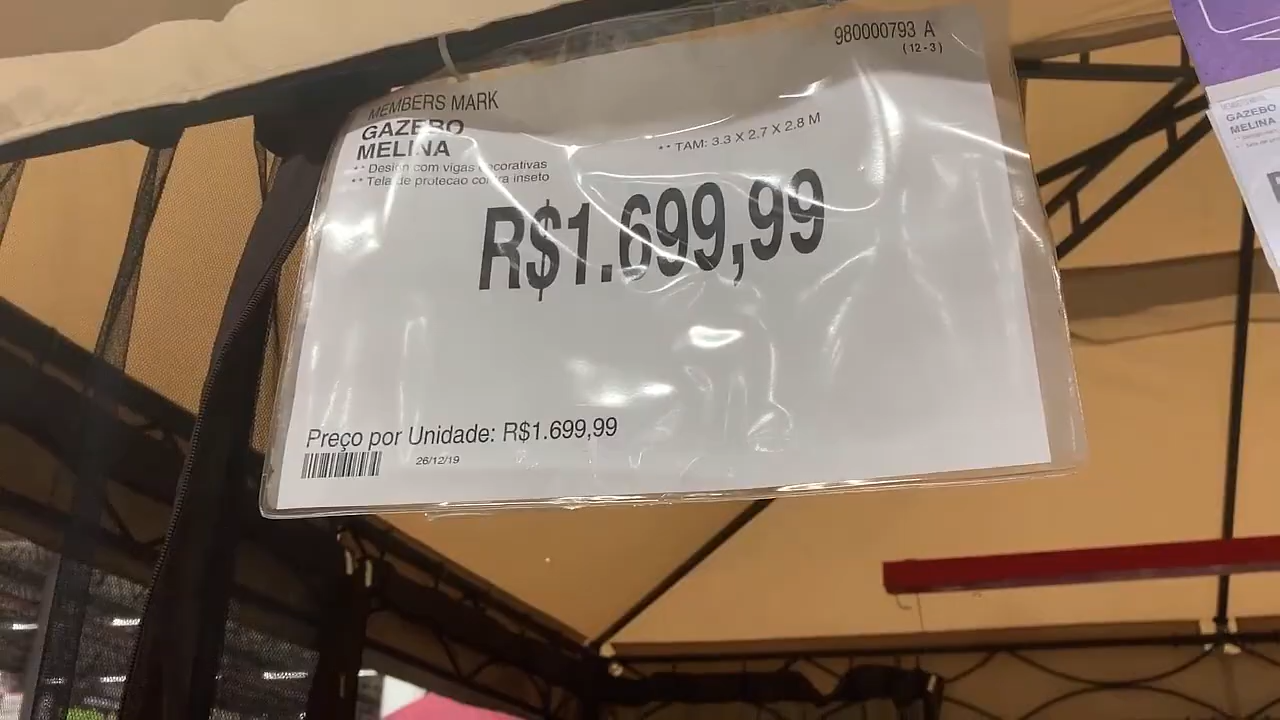 980000793 A
(12-3)
MEMBERS MARK
GAZEBO
MELINA
** TAM: 3.3 X 2.7 X 2.8 M
** Design com vigas decorativas
** Tela de protecao contra inseto
R$1.699,99
Preço por Unidade: R$1.699,99
26/12/19
GAZEBO
MELINA